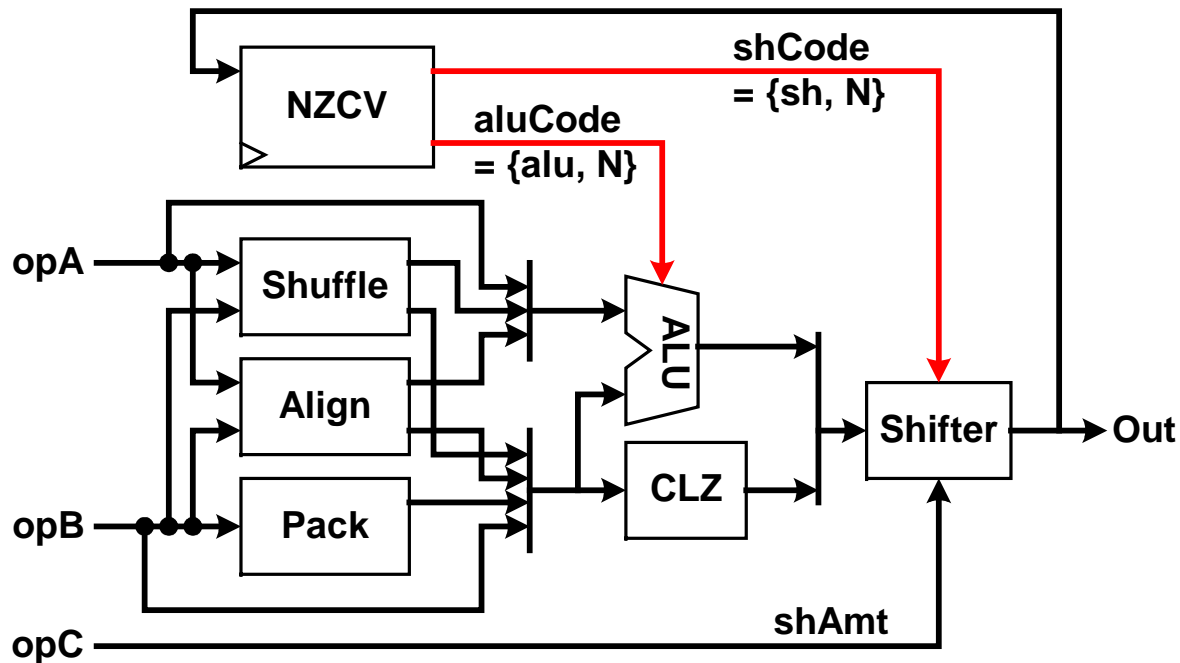 shCode
= {sh, N}
NZCV
aluCode
= {alu, N}
opA
Shuffle
ALU
Align
Shifter
Out
CLZ
opB
Pack
shAmt
opC